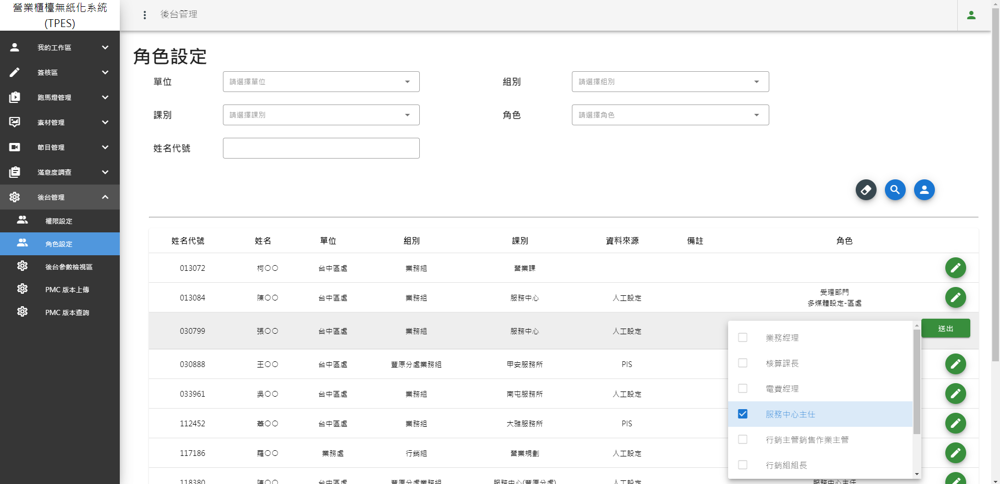 營業櫃檯無紙化系統
(TPES)
後台管理
我的工作區
簽核區
跑馬燈管理
素材管理
節目管理
滿意度調查
後台管理
權限設定
角色設定
後台參數檢視區
PMC 版本上傳
PMC 版本查詢
角色設定
單位 請選擇單位 組別 請選擇組別
課別 請選擇課別 角色 請選擇角色
姓名代號
姓名代號 姓名 單位 組別 課別 資料來源 備註 角色
013072 柯〇〇 台中區處 業務組 營業課
013084 陳〇〇 台中區處 業務組 服務中心 人工設定 受理部門
多媒體設定-區處
030799 張〇〇 台中區處 業務組 服務中心 人工設定 送出
030888 王〇〇 台中區處 豐原分處業務組 甲安服務所 PIS
033961 吳〇〇 台中區處 業務組 南屯服務所 人工設定
112452 蕭〇〇 台中區處 業務組 大雅服務所 PIS
117186 羅〇〇 業務處 行銷組 營業規劃 人工設定
118380 陳〇〇 台中區處 豐原分處業務組 服務中心(豐原分處) 人工設定 服務中心主任
業務經理
核算課長
電費經理
服務中心主任
行銷主管銷售作業主管
行銷組組長